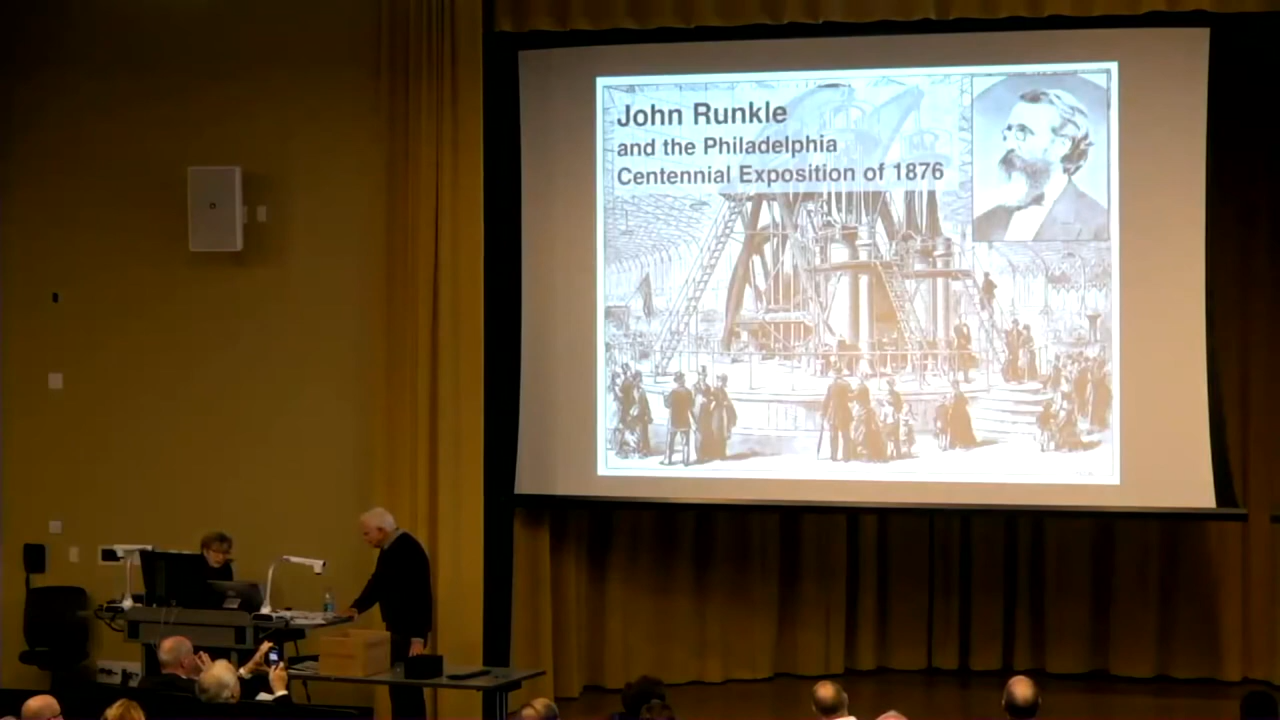 John Runkle
and the Philadelphia
Centennial Exposition of 1876